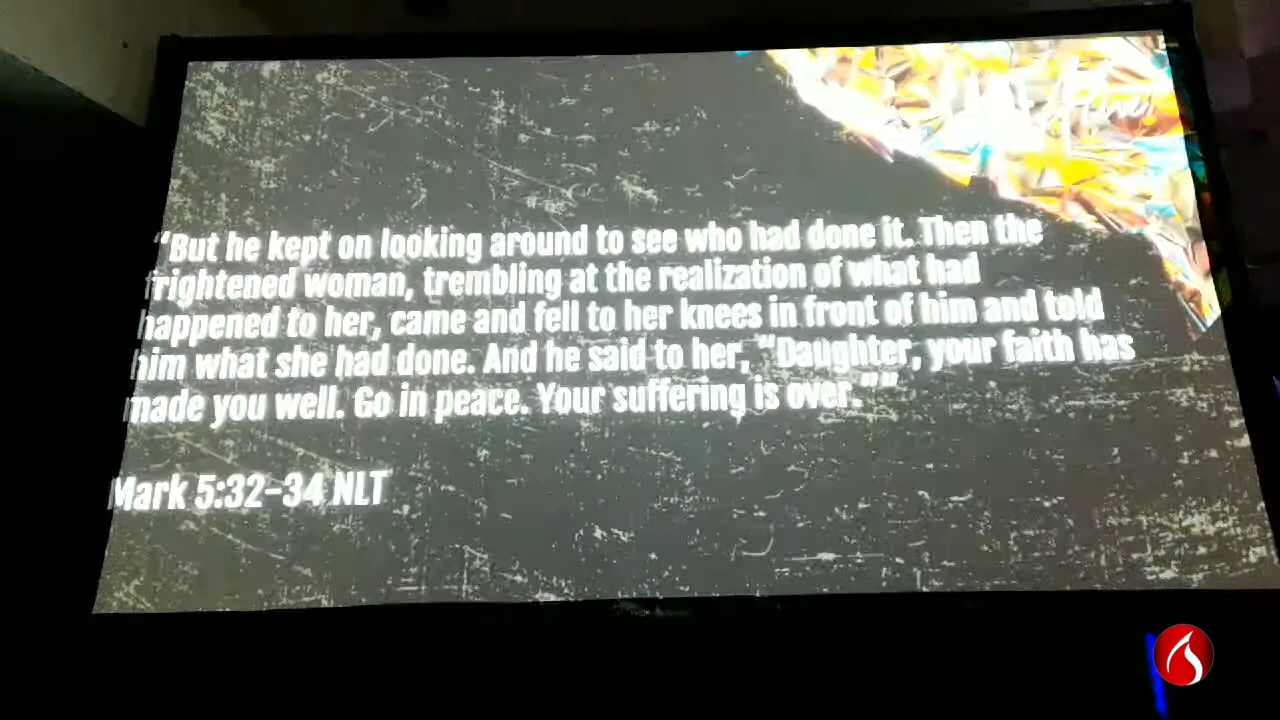 “But he kept on looking around to see who had done it. Then the
frightened woman, trembling at the realization of what had
happened to her, came and fell to her knees in front of him and told
him what she had done. And he said to her, “Daughter, your faith has
made you well. Go in peace. Your suffering is over.””
Mark 5:32-34 NLT